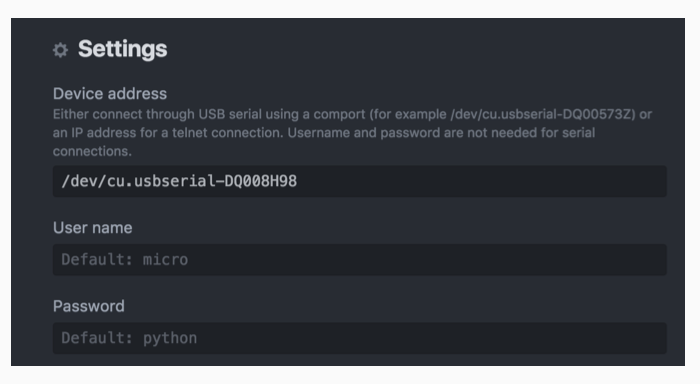 Settings
Device address
Either connect through USB serial using a comport (for example /dev/cu.usbserial-DQ00573Z) or
an IP address for a telnet connection. Username and password are not needed for serial
connections.
/dev/cu.usbserial-DQ008H98
User name
Default: micro
Password
Default: python